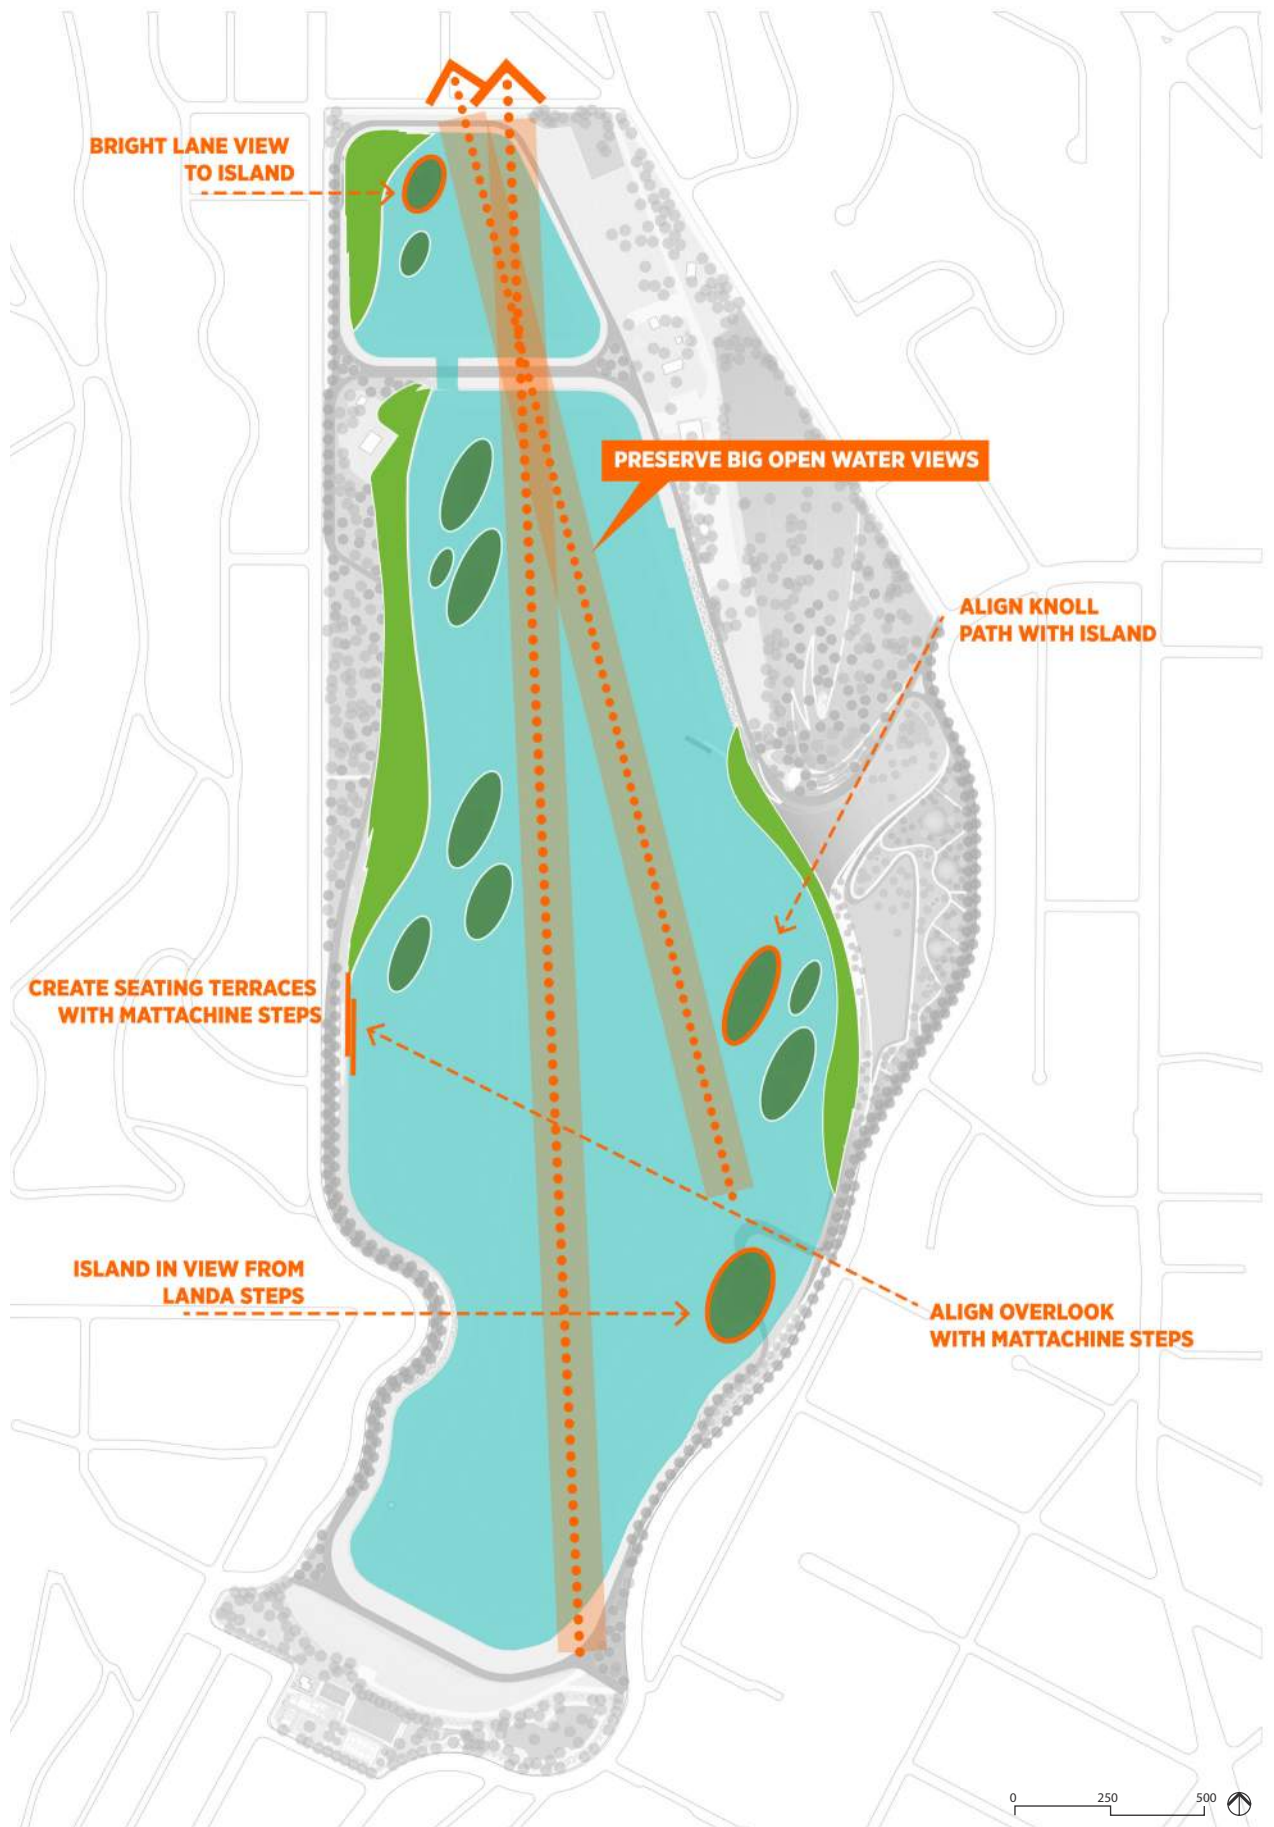 BRIGHT LANE VIEW
TO ISLAND
PRESERVE BIG OPEN WATER VIEWS
ALIGN KNOLL
PATH WITH ISLAND
CREATE SEATING TERRACES
WITH MATTACHINE STEPS
ISLAND IN VIEW FROM
LANDA STEPS
ALIGN OVERLOOK
WITH MATTACHINE STEPS
0 250 500